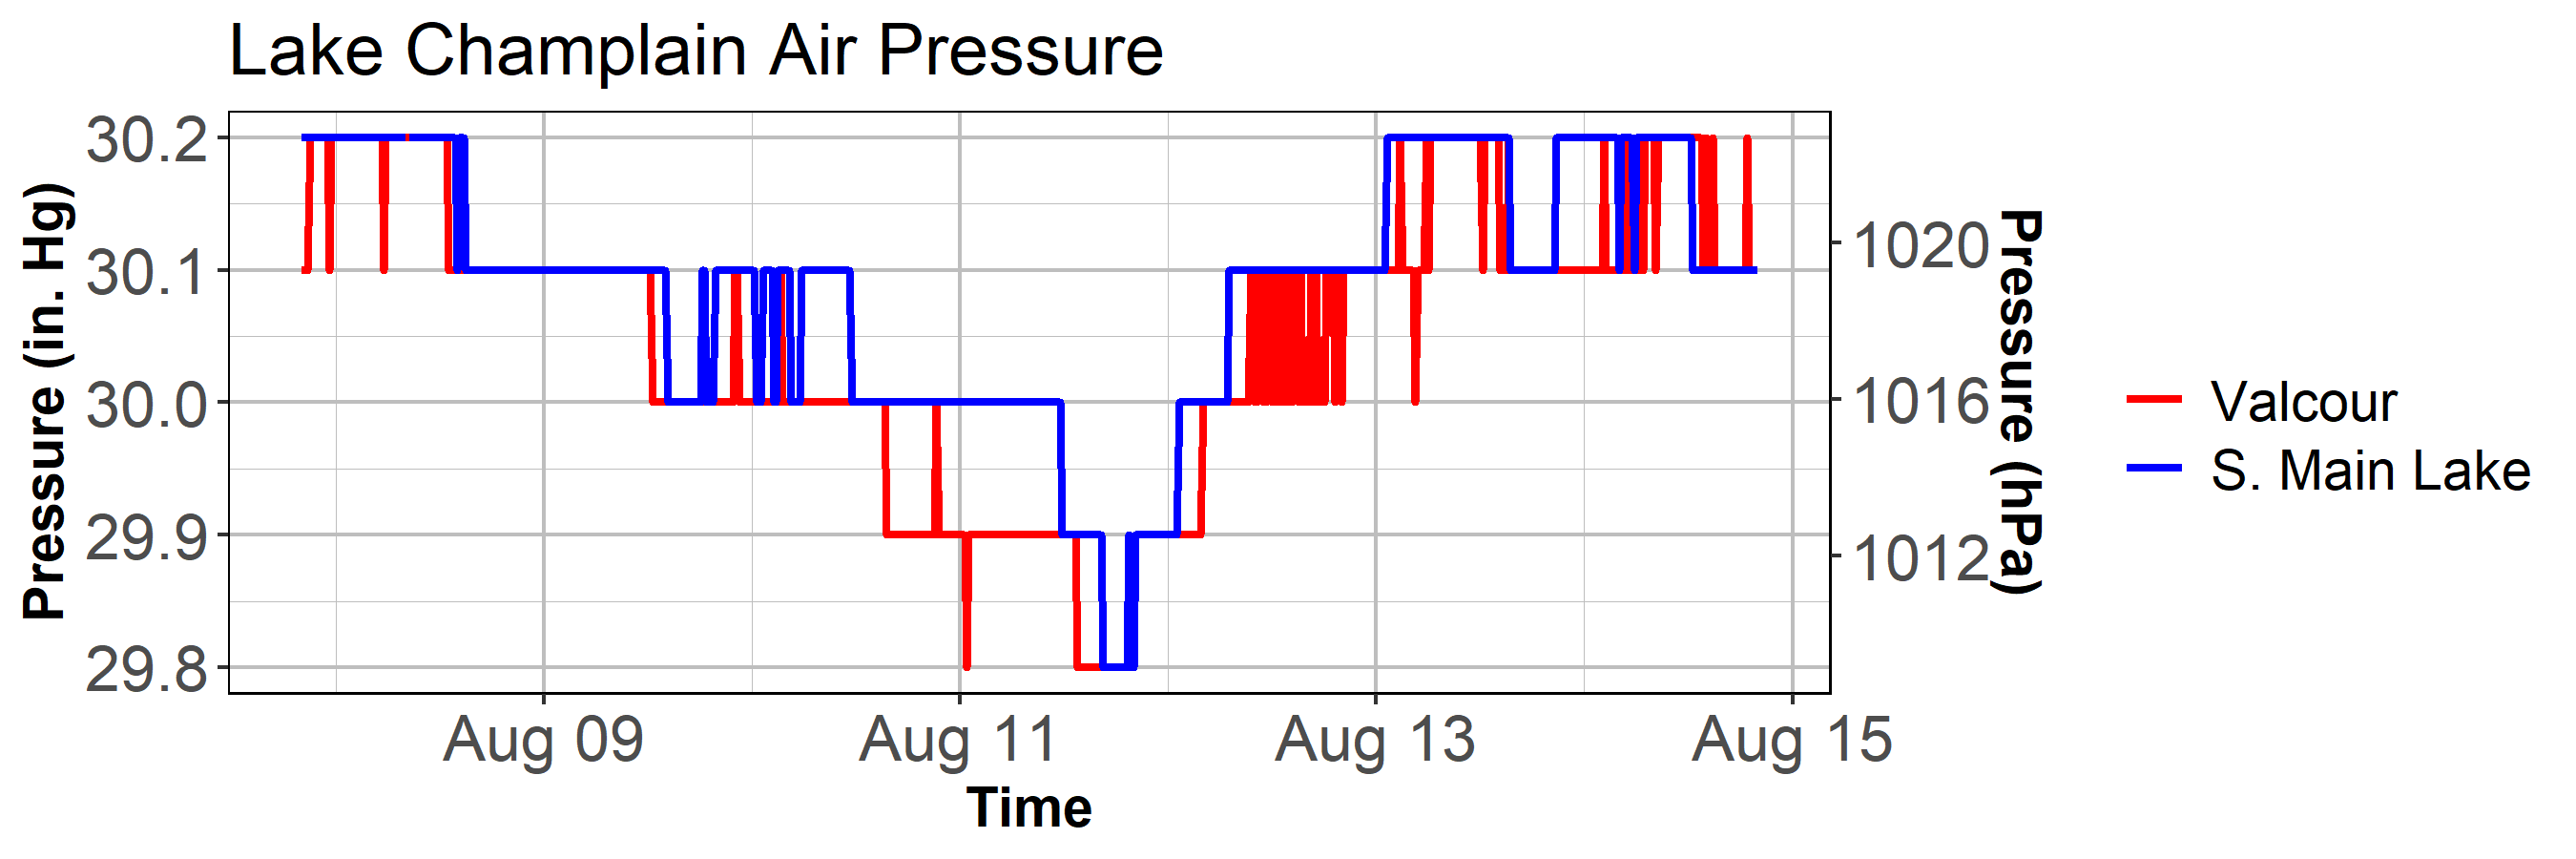 Lake Champlain Air Pressure
Pressure (in. Hg)
30.2
30.1
30.0
29.9
29.8
1020
1016
1012
Pressure (hPa)
Valcour
S. Main Lake
Aug 09
Aug 11
Aug 13
Aug 15
Time